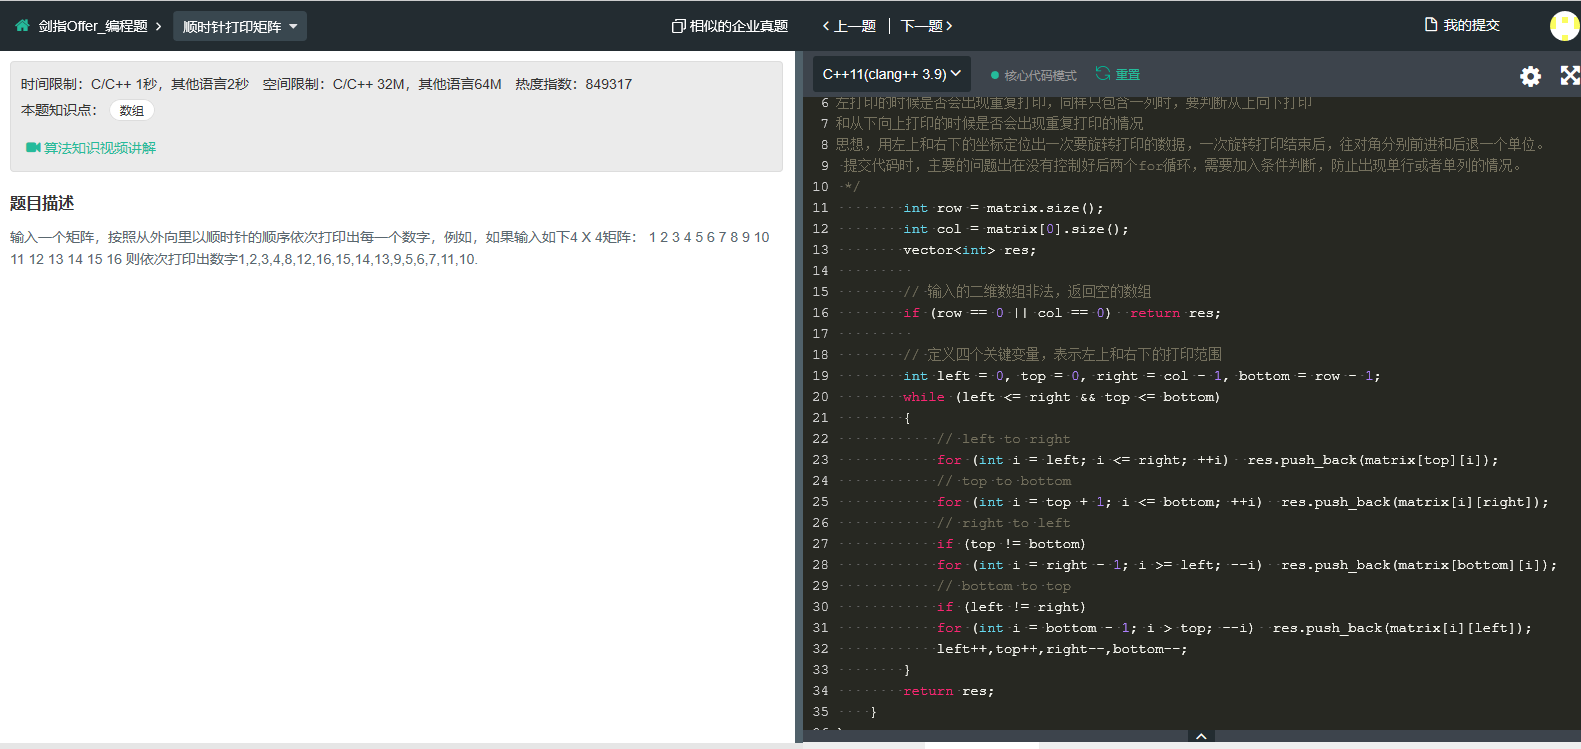 剑指Offer_编程题 > 顺时针打印矩阵
相似的企业真题
< 上一题 | 下一题 >
我的提交
时间限制：C/C++ 1秒，其他语言2秒 空间限制：C/C++ 32M，其他语言64M 热度指数：849317
本题知识点： 数组
算法知识视频讲解
题目描述
输入一个矩阵，按照从外向里以顺时针的顺序依次打印出每一个数字，例如，如果输入如下4 X 4矩阵： 1 2 3 4 5 6 7 8 9 10
11 12 13 14 15 16 则依次打印出数字1,2,3,4,8,12,16,15,14,13,9,5,6,7,11,10.
C++11(clang++ 3.9) 核心代码模式 重置
6 左打印的时候是否会出现重复打印，同样只包含一列时，要判断从上向下打印
7 和从下向上打印的时候是否会出现重复打印的情况
8 思想，用左上和右下的坐标定位出一次要旋转打印的数据，一次旋转打印结束后，往对角分别前进和后退一个单位。
9 提交代码时，主要的问题出在没有控制好后两个for循环，需要加入条件判断，防止出现单行或者单列的情况。
10 */
11 int row = matrix.size();
12 int col = matrix[0].size();
13 vector<int> res;
14
15 // 输入的二维数组非法，返回空的数组
16 if (row == 0 || col == 0) return res;
17
18 // 定义四个关键变量，表示左上和右下的打印范围
19 int left = 0, top = 0, right = col - 1, bottom = row - 1;
20 while (left <= right && top <= bottom)
21 {
22 // left to right
23 for (int i = left; i <= right; ++i) res.push_back(matrix[top][i]);
24 // top to bottom
25 for (int i = top + 1; i <= bottom; ++i) res.push_back(matrix[i][right]);
26 // right to left
27 if (top != bottom)
28 for (int i = right - 1; i >= left; --i) res.push_back(matrix[bottom][i]);
29 // bottom to top
30 if (left != right)
31 for (int i = bottom - 1; i > top; --i) res.push_back(matrix[i][left]);
32 left++,top++,right--,bottom--;
33 }
34 return res;
35 }